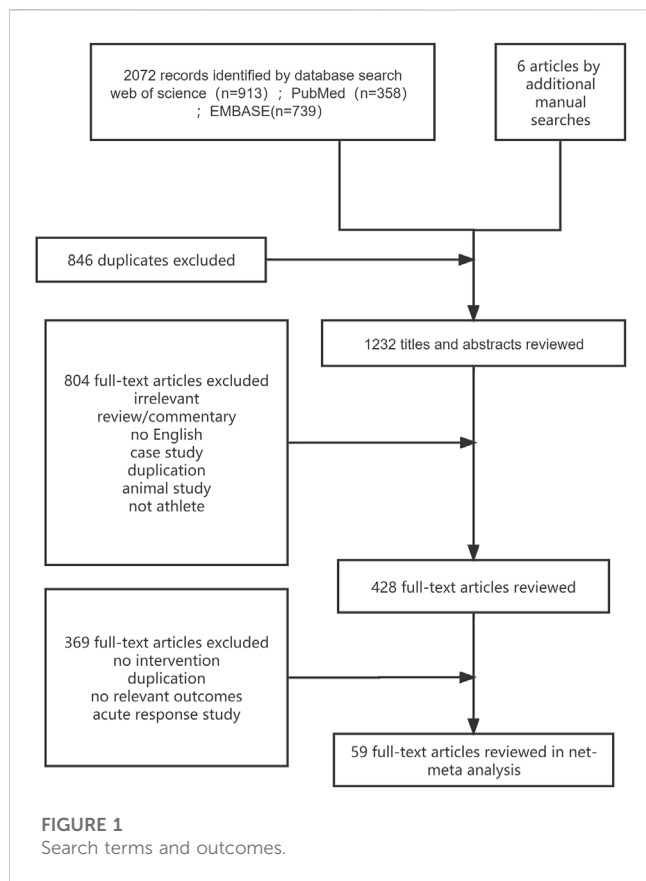 2072 records identified by database search
web of science (n=913) ; PubMed (n=358)
; EMBASE(n=739)
6 articles by
additional
manual
searches
846 duplicates excluded
1232 titles and abstracts reviewed
804 full-text articles excluded
irrelevant
review/commentary
no English
case study
duplication
animal study
not athlete
428 full-text articles reviewed
369 full-text articles excluded
no intervention
duplication
no relevant outcomes
acute response study
59 full-text articles reviewed in net-
meta analysis
FIGURE 1
Search terms and outcomes.